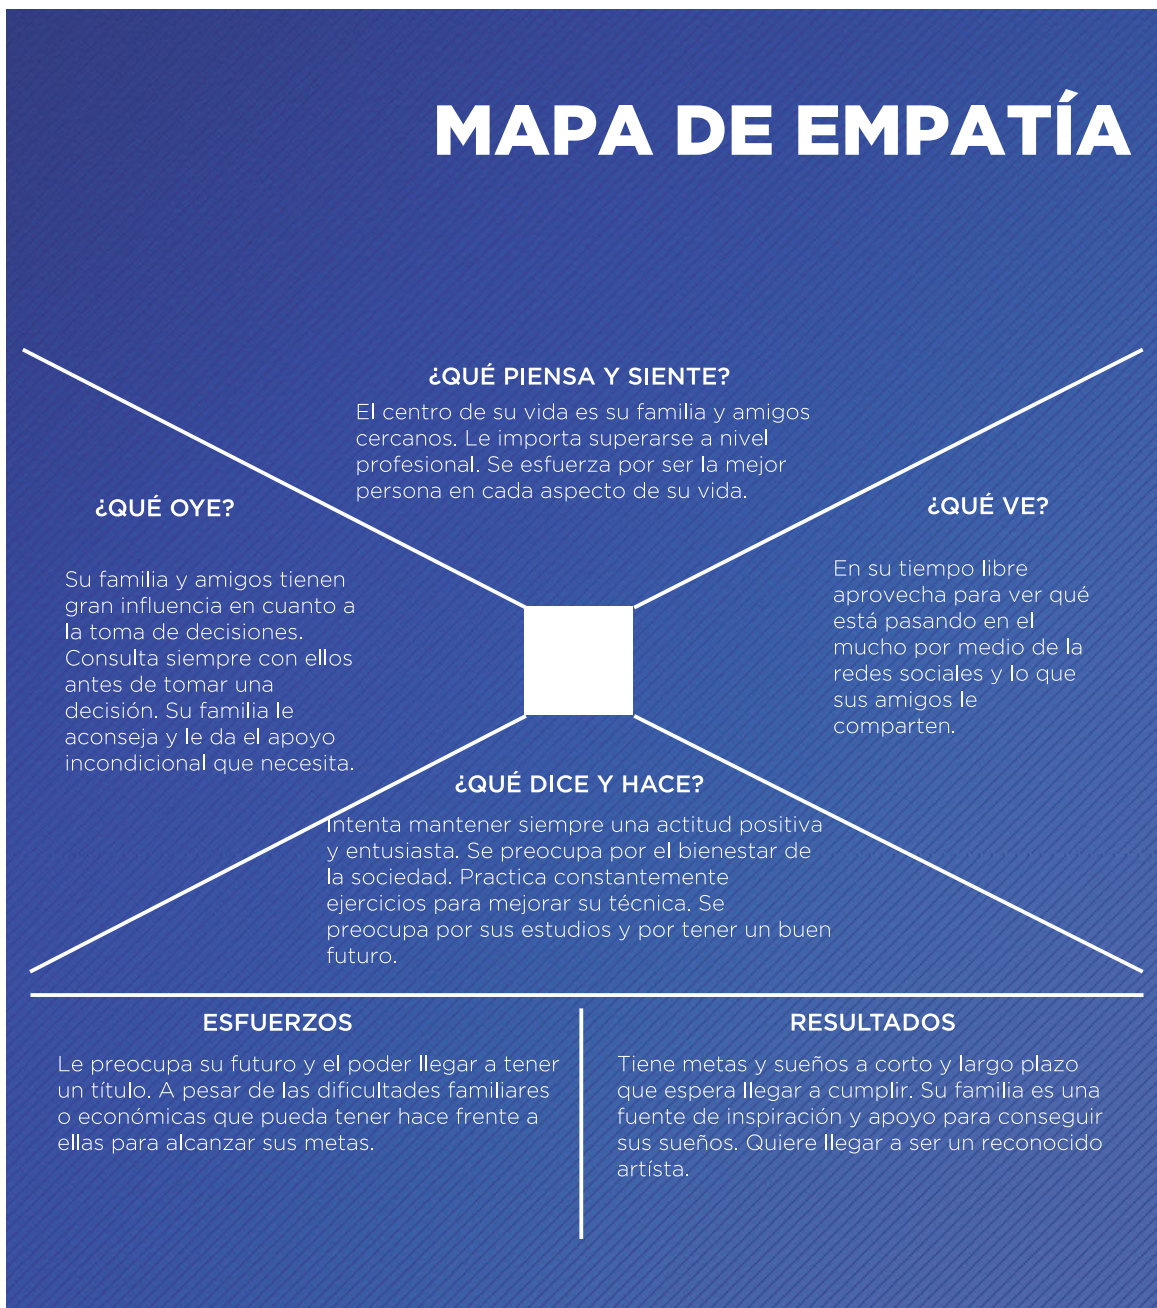 MAPA DE EMPATÍA
¿QUÉ PIENSA Y SIENTE?
El centro de su vida es su familia y amigos
cercanos. Le importa superarse a nivel
profesional. Se esfuerza por ser la mejor
persona en cada aspecto de su vida.
¿QUÉ OYE?
Su familia y amigos tienen
gran influencia en cuanto a
la toma de decisiones.
Consulta siempre con ellos
antes de tomar una
decisión. Su familia le
aconseja y le da el apoyo
incondicional que necesita.
¿QUÉ VE?
En su tiempo libre
aprovecha para ver qué
está pasando en el
mucho por medio de la
redes sociales y lo que
sus amigos le
comparten.
¿QUÉ DICE Y HACE?
Intenta mantener siempre una actitud positiva
y entusiasta. Se preocupa por el bienestar de
la sociedad. Practica constantemente
ejercicios para mejorar su técnica. Se
preocupa por sus estudios y por tener un buen
futuro.
ESFUERZOS
Le preocupa su futuro y el poder llegar a tener
un título. A pesar de las dificultades familiares
o económicas que pueda tener hace frente a
ellas para alcanzar sus metas.
RESULTADOS
Tiene metas y sueños a corto y largo plazo
que espera llegar a cumplir. Su familia es una
fuente de inspiración y apoyo para conseguir
sus sueños. Quiere llegar a ser un reconocido
artísta.